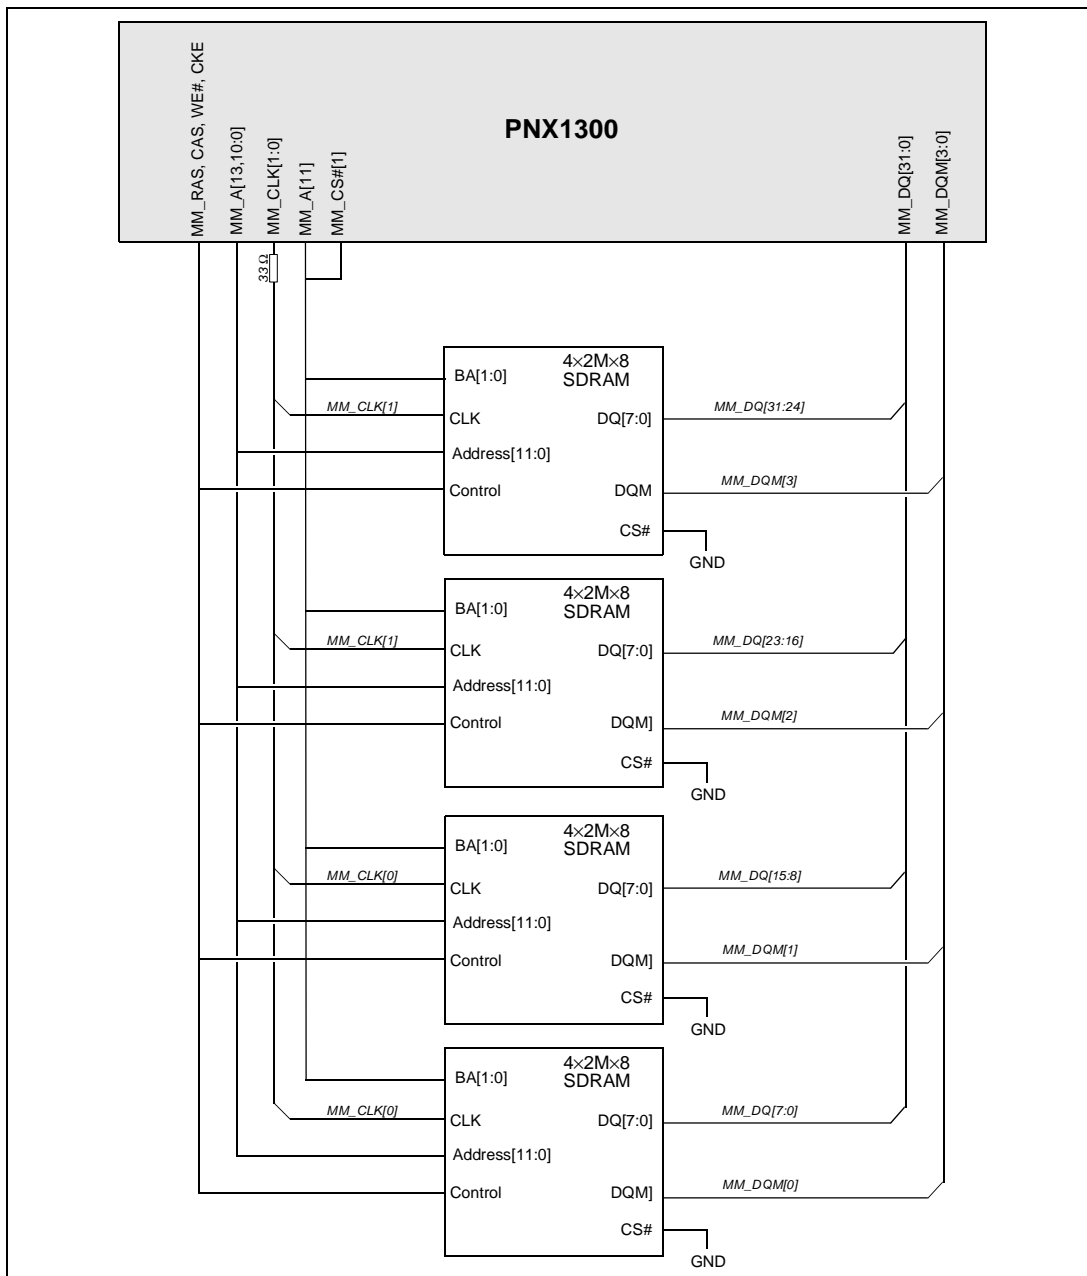 PNX1300
MM_RAS, CAS, WE#, CKE
MM_A[13,10:0]
MM_CLK[1:0]
MM_A[11]
MM_CS#[1]
MM_DQ[31:0]
MM_DQM[3:0]
33 Ω
4×2M×8
SDRAM
BA[1:0]
MM_CLK[1]
CLK
DQ[7:0]
MM_DQ[31:24]
Address[11:0]
Control
DQM
MM_DQM[3]
CS#
GND
4×2M×8
SDRAM
BA[1:0]
MM_CLK[1]
CLK
DQ[7:0]
MM_DQ[23:16]
Address[11:0]
Control
DQM]
MM_DQM[2]
CS#
GND
4×2M×8
SDRAM
BA[1:0]
MM_CLK[0]
CLK
DQ[7:0]
MM_DQ[15:8]
Address[11:0]
Control
DQM]
MM_DQM[1]
CS#
GND
4×2M×8
SDRAM
BA[1:0]
MM_CLK[0]
CLK
DQ[7:0]
MM_DQ[7:0]
Address[11:0]
Control
DQM]
MM_DQM[0]
CS#
GND